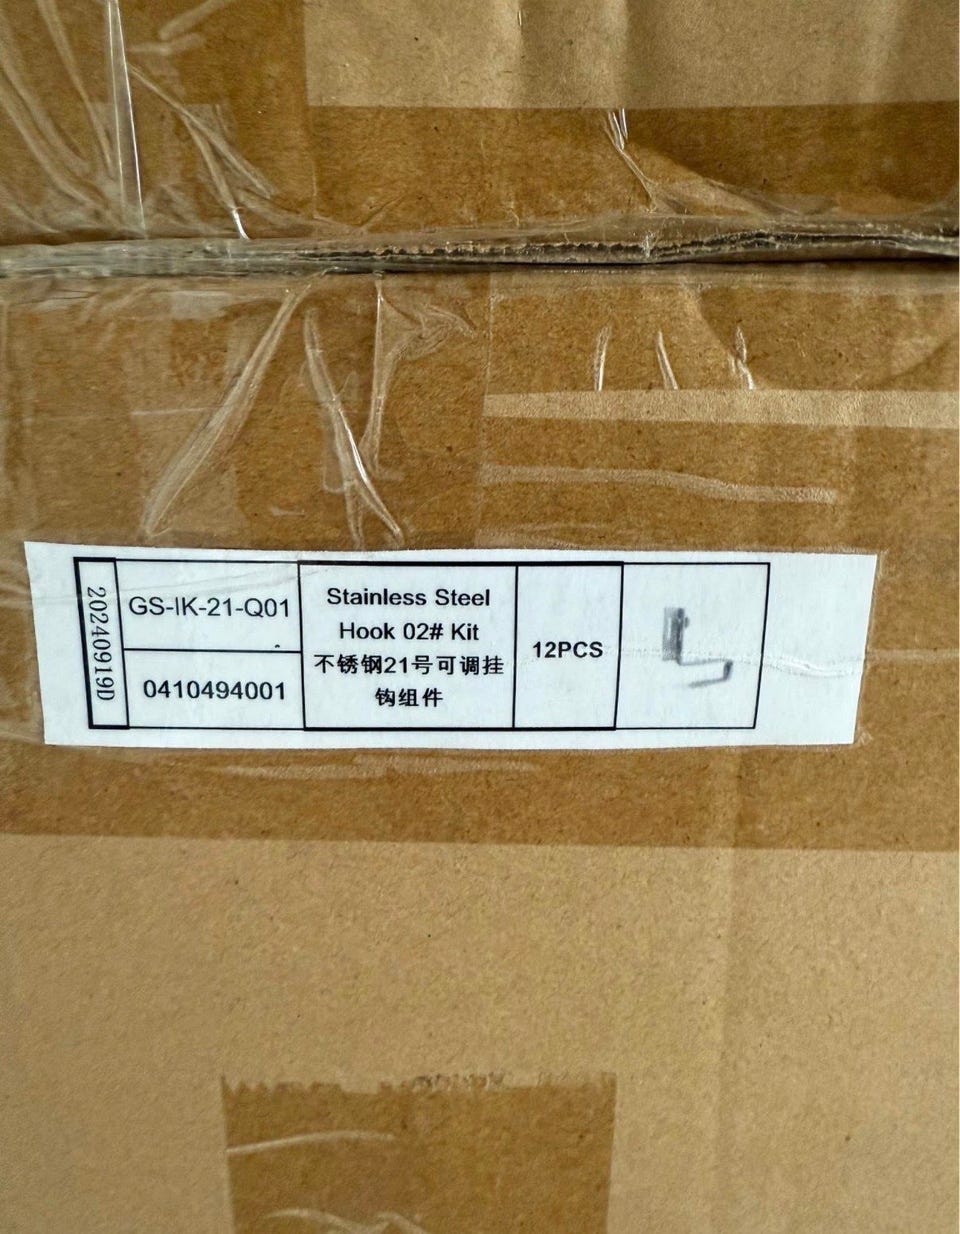 20240919D
GS-IK-21-Q01
0410494001
Stainless Steel
Hook 02# Kit
不锈钢21号可调挂
钩组件
12PCS